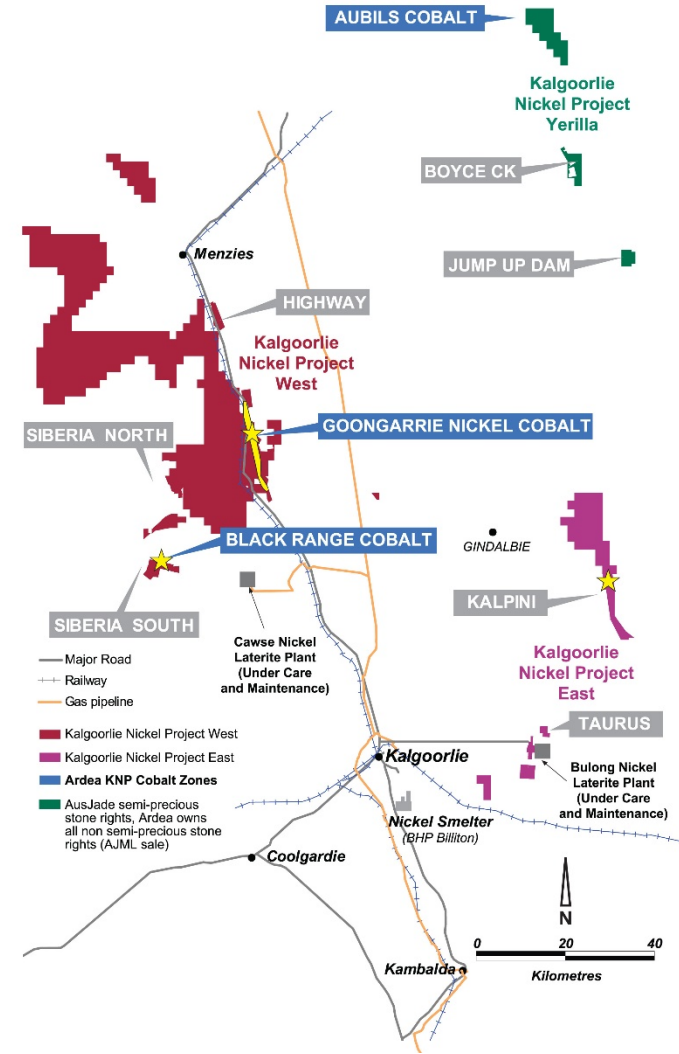 AUBILS COBALT
Kalgoorlie
Nickel Project
Yerilla
BOYCE CK
Menzies
JUMP UP DAM
HIGHWAY
Kalgoorlie
Nickel Project
West
GOONGARRIE NICKEL COBALT
SIBERIA NORTH
BLACK RANGE COBALT
GINDALBIE
KALPINI
SIBERIA SOUTH
Cawse Nickel
Laterite Plant
(Under Care
and Maintenance)
Kalgoorlie
Nickel Project
East
Major Road
Railway
Gas pipeline
Kalgoorlie Nickel Project West
Kalgoorlie Nickel Project East
Ardea KNP Cobalt Zones
AusJade semi-precious
stone rights, Ardea owns
all non semi-precious stone
rights (AJML sale)
TAURUS
Kalgoorlie
Bulong Nickel
Laterite Plant
(Under Care
and Maintenance)
Nickel Smelter
(BHP Billiton)
Coolgardie
N
0 20 40
Kilometres
Kambalda